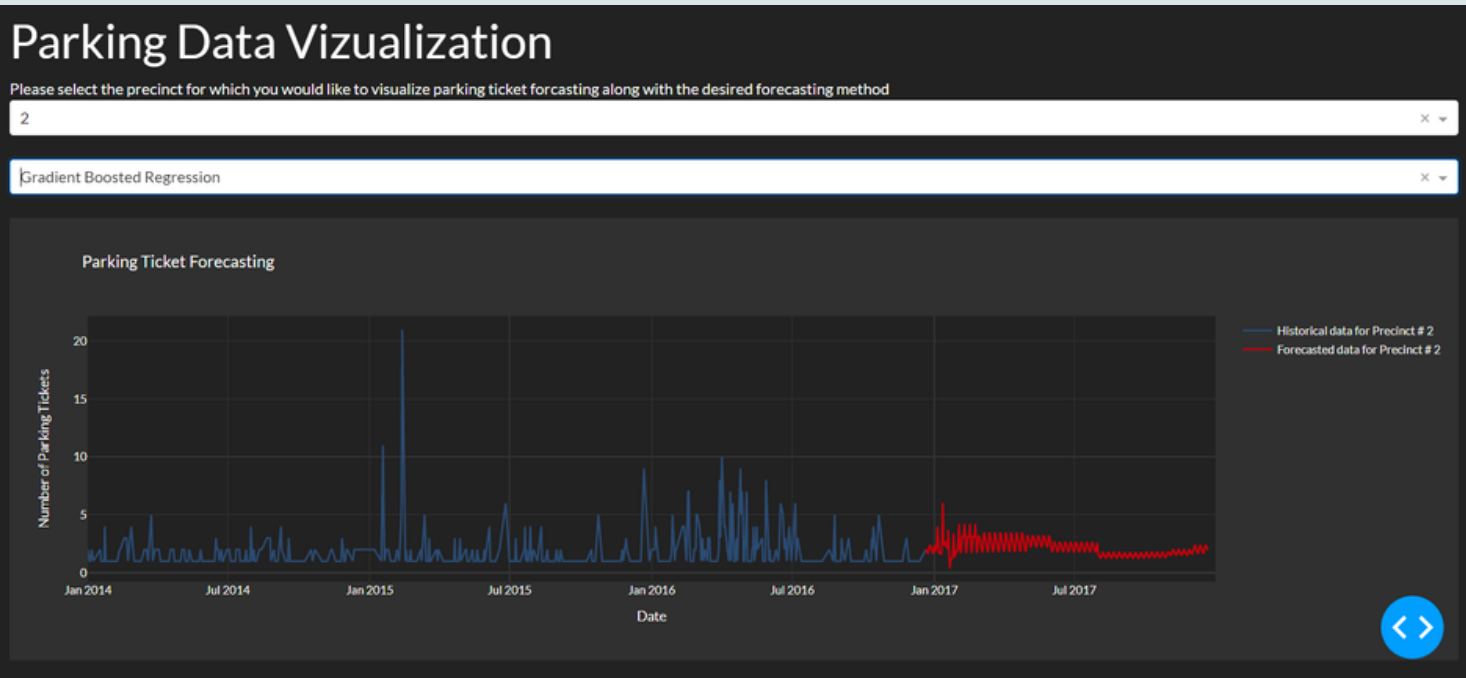 Parking Data Vizualization
Please select the precinct for which you would like to visualize parking ticket forcasting along with the desired forecasting method
2
Gradient Boosted Regression
Parking Ticket Forecasting
Number of Parking Tickets
20
15
10
5
0
Jan 2014 Jul 2014 Jan 2015 Jul 2015 Jan 2016 Jul 2016 Jan 2017 Jul 2017
Date
Historical data for Precinct # 2
Forecasted data for Precinct # 2